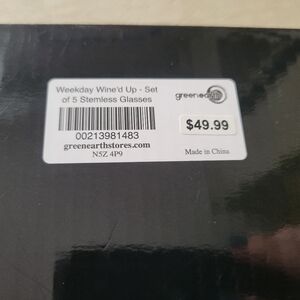 Weekday Wine'd Up - Set
of 5 Stemless Glasses
greenearth
00213981483
$49.99
greenearthstores.com
N5Z 4P9
Made in China